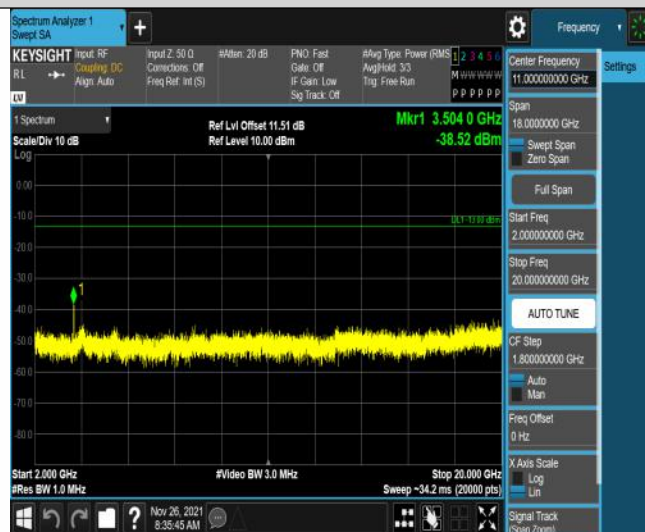 Spectrum Analyzer 1
Swept SA
+
Frequency
KEYSIGHT
RL
LXI
Input: RF
Coupling: DC
Align: Auto
Input Z: 50 Ω
Corrections: Off
Freq Ref: Int (S)
#Atten: 20 dB
PNO: Fast
Gate: Off
IF Gain: Low
Sig Track: Off
#Avg Type: Power (RMS
Avg|Hold: 3/3
Trig: Free Run
1 2 3 4 5 6
M W W W W W
P P P P P P
1 Spectrum
Scale/Div 10 dB
Ref Lvl Offset 11.51 dB
Ref Level 10.00 dBm
Mkr1 3.504 0 GHz
-38.52 dBm
Log
0.00
-10.0
DL1 -13.00 dBm
-20.0
-30.0
1
-40.0
-50.0
-60.0
-70.0
-80.0
Start 2.000 GHz
#Res BW 1.0 MHz
#Video BW 3.0 MHz
Stop 20.000 GHz
Sweep ~34.2 ms (20000 pts)
?
Nov 26, 2021
8:35:45 AM
Center Frequency
11.000000000 GHz
Settings
Span
18.0000000 GHz
Swept Span
Zero Span
Full Span
Start Freq
2.000000000 GHz
Stop Freq
20.000000000 GHz
AUTO TUNE
CF Step
1.800000000 GHz
Auto
Man
Freq Offset
0 Hz
X Axis Scale
Log
Lin
Signal Track
(Span Zoom)